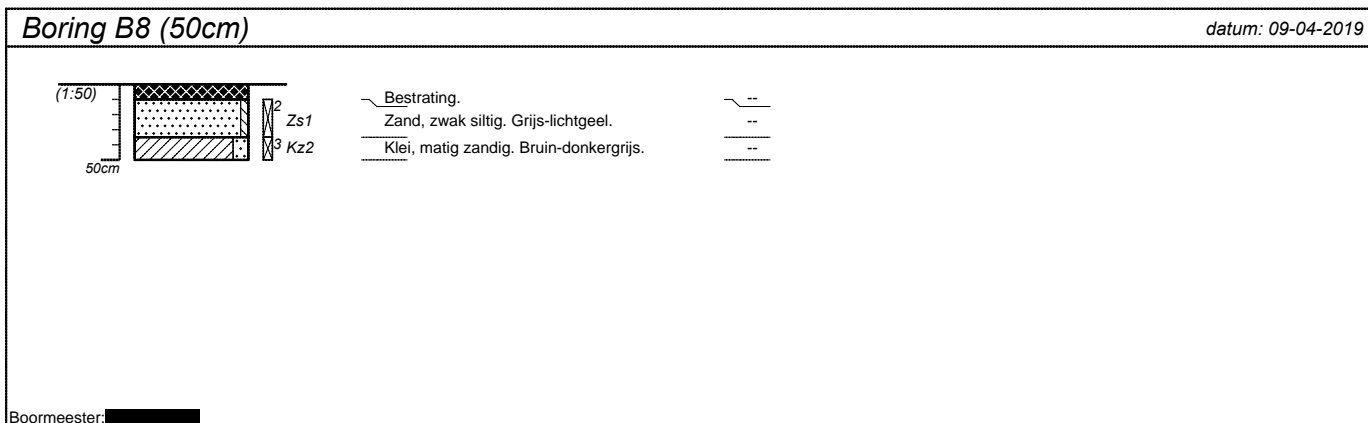 Boring B8 (50cm) datum: 09-04-2019
(1:50) Bestrating. --
2 Zs1 Zand, zwak siltig. Grijs-lichtgeel. --
3 Kz2 Klei, matig zandig. Bruin-donkergrijs. --
50cm
Boormeester: